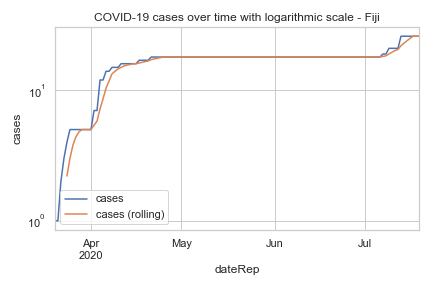 COVID-19 cases over time with logarithmic scale - Fiji
cases
10¹
10⁰
cases
cases (rolling)
Apr
2020
May
Jun
Jul
dateRep